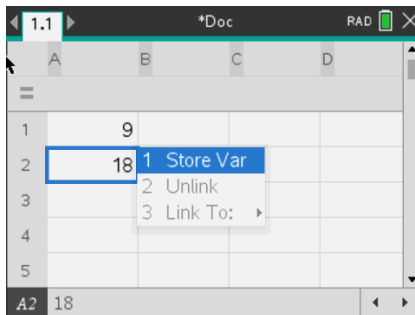 1.1 *Doc RAD
A B C D
=
1 9
2 18
3
4
5
1 Store Var
2 Unlink
3 Link To:
A2 18